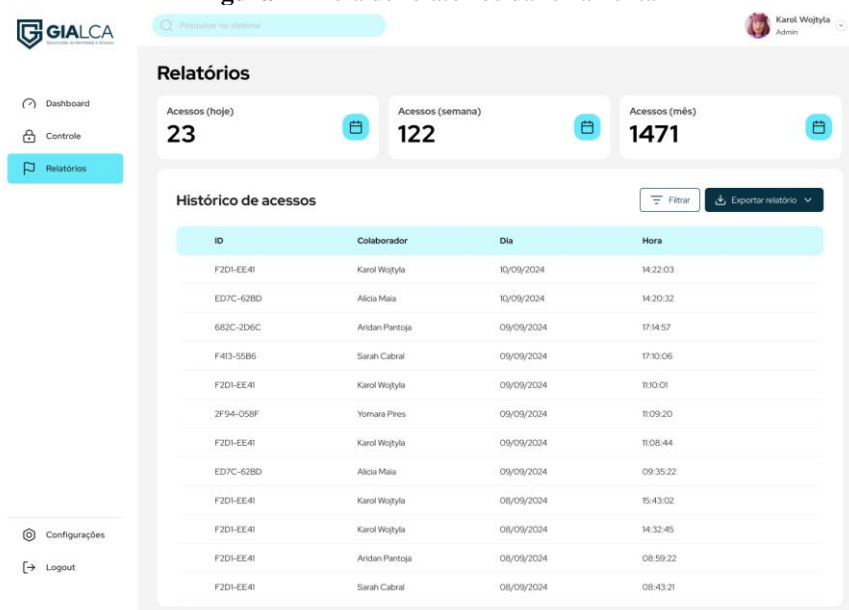 GIALCA
Pesquisar no sistema
Karol Wojtyla
Admin
Relatórios
Dashboard
Controle
Relatórios
Acessos (hoje)
23
Acessos (semana)
122
Acessos (mês)
1471
Histórico de acessos
Filtrar
Exportar relatório
ID Colaborador Dia Hora
F2D1-EE41 Karol Wojtyla 10/09/2024 14:22:03
ED7C-62BD Alicia Maia 10/09/2024 14:20:32
682C-2D6C Aridan Pantoja 09/09/2024 17:14:57
F413-55B6 Sarah Cabral 09/09/2024 17:10:06
F2D1-EE41 Karol Wojtyla 09/09/2024 11:10:01
2F94-058F Yomara Pires 09/09/2024 11:09:20
F2D1-EE41 Karol Wojtyla 09/09/2024 11:08:44
ED7C-62BD Alicia Maia 09/09/2024 09:35:22
F2D1-EE41 Karol Wojtyla 08/09/2024 15:43:02
F2D1-EE41 Karol Wojtyla 08/09/2024 14:32:45
F2D1-EE41 Aridan Pantoja 08/09/2024 08:59:22
F2D1-EE41 Sarah Cabral 08/09/2024 08:43:21
Configurações
Logout